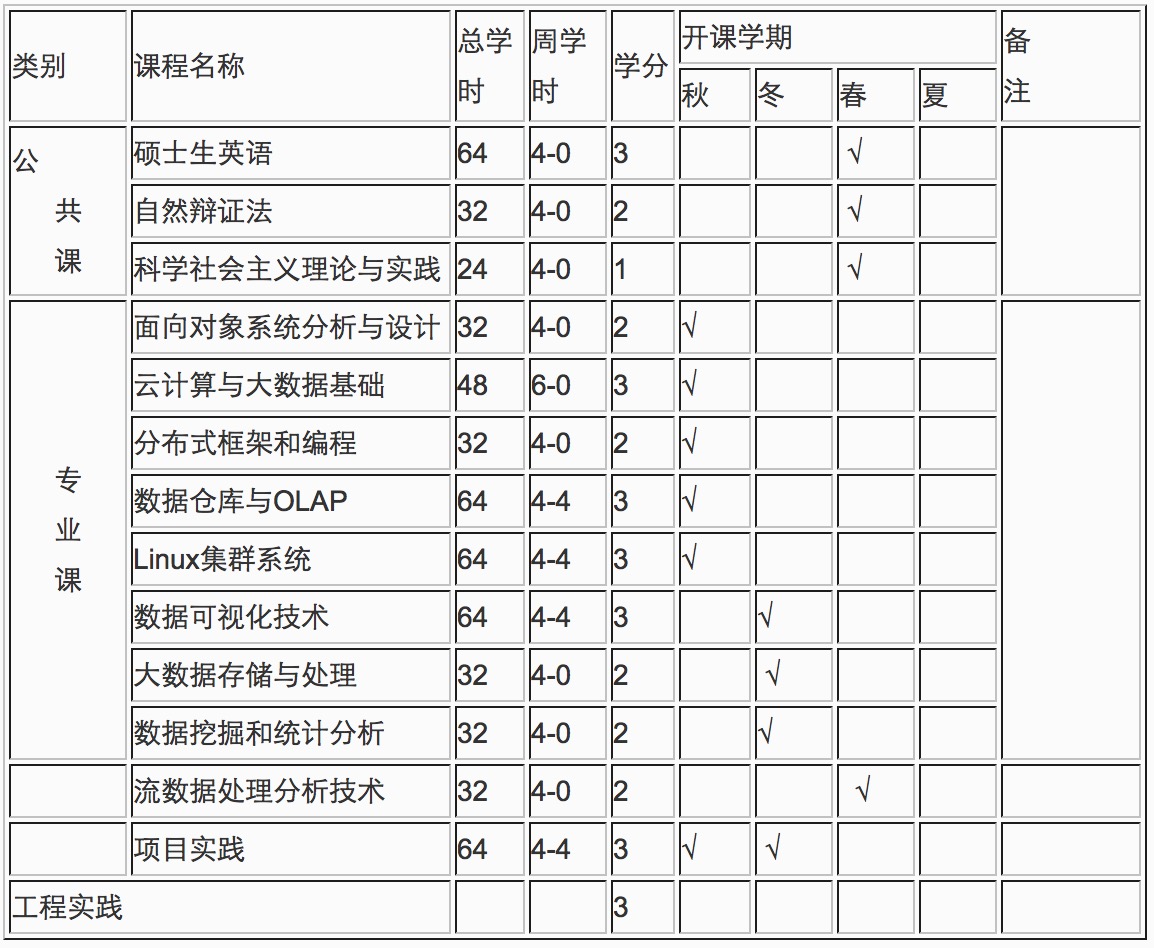 类别 课程名称 总学时 周学时 学分 开课学期 备注
秋 冬 春 夏
公共课 硕士生英语 64 4-0 3 √
自然辩证法 32 4-0 2 √
科学社会主义理论与实践 24 4-0 1 √
专业课 面向对象系统分析与设计 32 4-0 2 √
云计算与大数据基础 48 6-0 3 √
分布式框架和编程 32 4-0 2 √
数据仓库与OLAP 64 4-4 3 √
Linux集群系统 64 4-4 3 √
数据可视化技术 64 4-4 3 √
大数据存储与处理 32 4-0 2 √
数据挖掘和统计分析 32 4-0 2 √
流数据处理分析技术 32 4-0 2 √
项目实践 64 4-4 3 √ √
工程实践 3